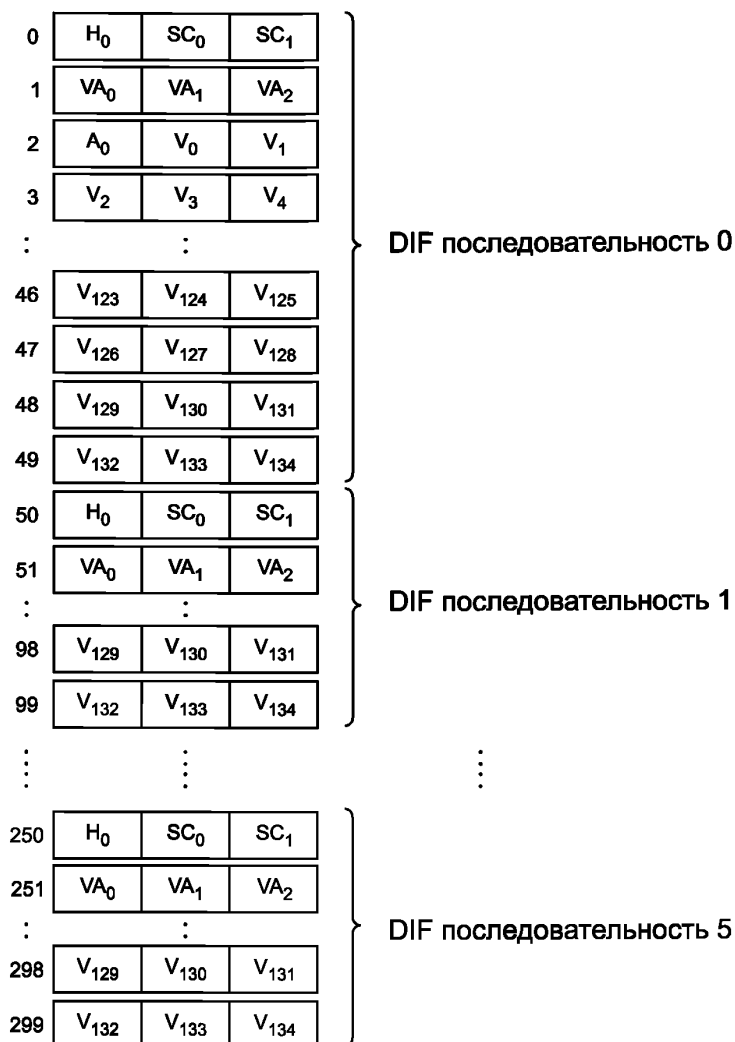 0 H0 SC0 SC1
1 VA0 VA1 VA2
2 A0 V0 V1
3 V2 V3 V4
DIF последовательность 0
46 V123 V124 V125
47 V126 V127 V128
48 V129 V130 V131
49 V132 V133 V134
50 H0 SC0 SC1
51 VA0 VA1 VA2
DIF последовательность 1
98 V129 V130 V131
99 V132 V133 V134
250 H0 SC0 SC1
251 VA0 VA1 VA2
DIF последовательность 5
298 V129 V130 V131
299 V132 V133 V134